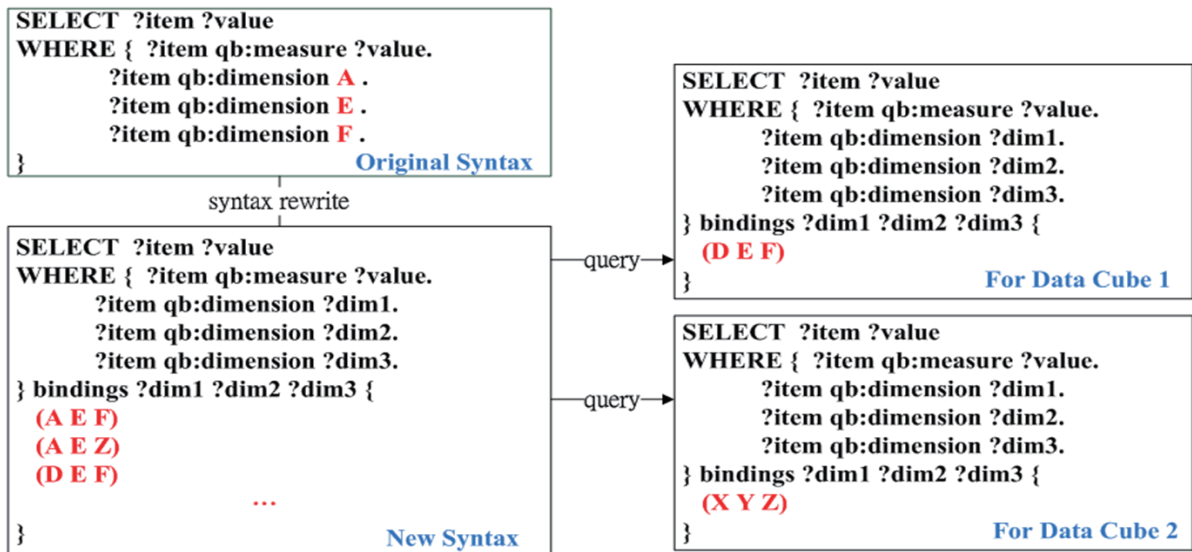 SELECT ?item ?value
WHERE { ?item qb:measure ?value.
?item qb:dimension A .
?item qb:dimension E .
?item qb:dimension F .
}
Original Syntax
syntax rewrite
SELECT ?item ?value
WHERE { ?item qb:measure ?value.
?item qb:dimension ?dim1.
?item qb:dimension ?dim2.
?item qb:dimension ?dim3.
} bindings ?dim1 ?dim2 ?dim3 {
(A E F)
(A E Z)
(D E F)
...
}
New Syntax
query
SELECT ?item ?value
WHERE { ?item qb:measure ?value.
?item qb:dimension ?dim1.
?item qb:dimension ?dim2.
?item qb:dimension ?dim3.
} bindings ?dim1 ?dim2 ?dim3 {
(D E F)
}
For Data Cube 1
query
SELECT ?item ?value
WHERE { ?item qb:measure ?value.
?item qb:dimension ?dim1.
?item qb:dimension ?dim2.
?item qb:dimension ?dim3.
} bindings ?dim1 ?dim2 ?dim3 {
(X Y Z)
}
For Data Cube 2